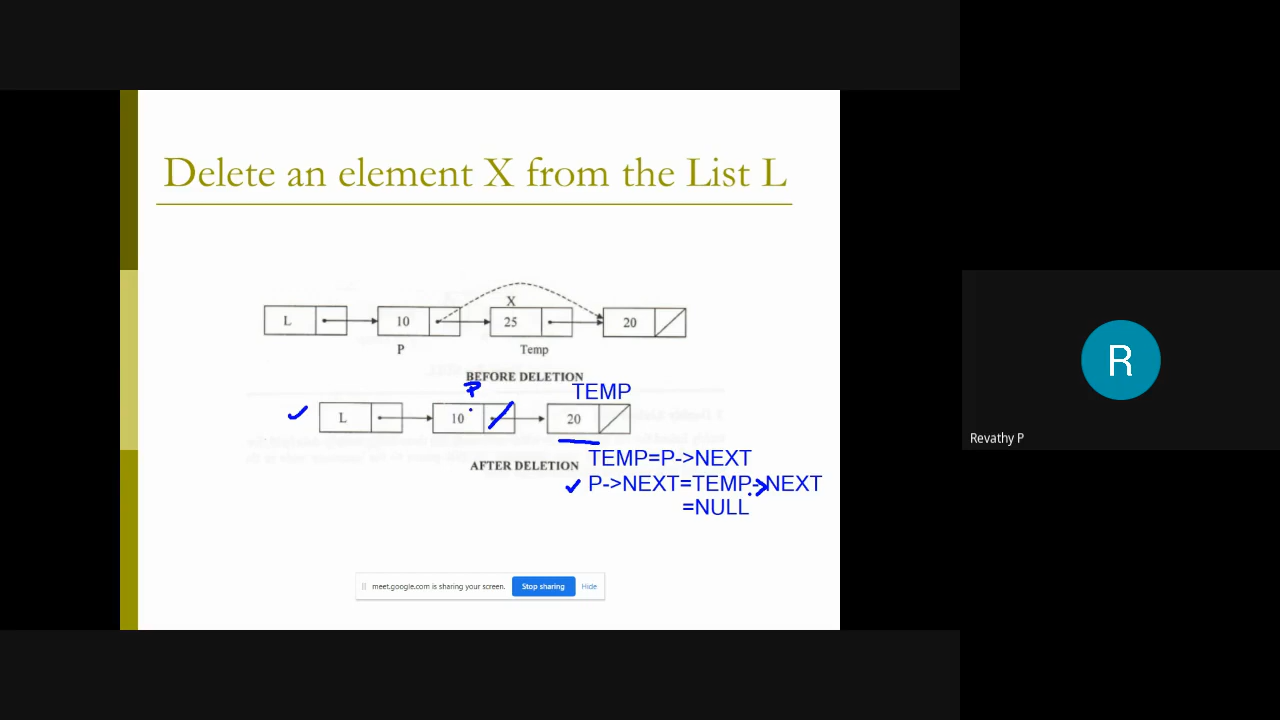 Delete an element X from the List L
X
L 10 25 20
P Temp
BEFORE DELETION
P TEMP
L 10 20
TEMP=P->NEXT
AFTER DELETION
P->NEXT=TEMP->NEXT
=NULL
meet.google.com is sharing your screen. Stop sharing Hide
R
Revathy P